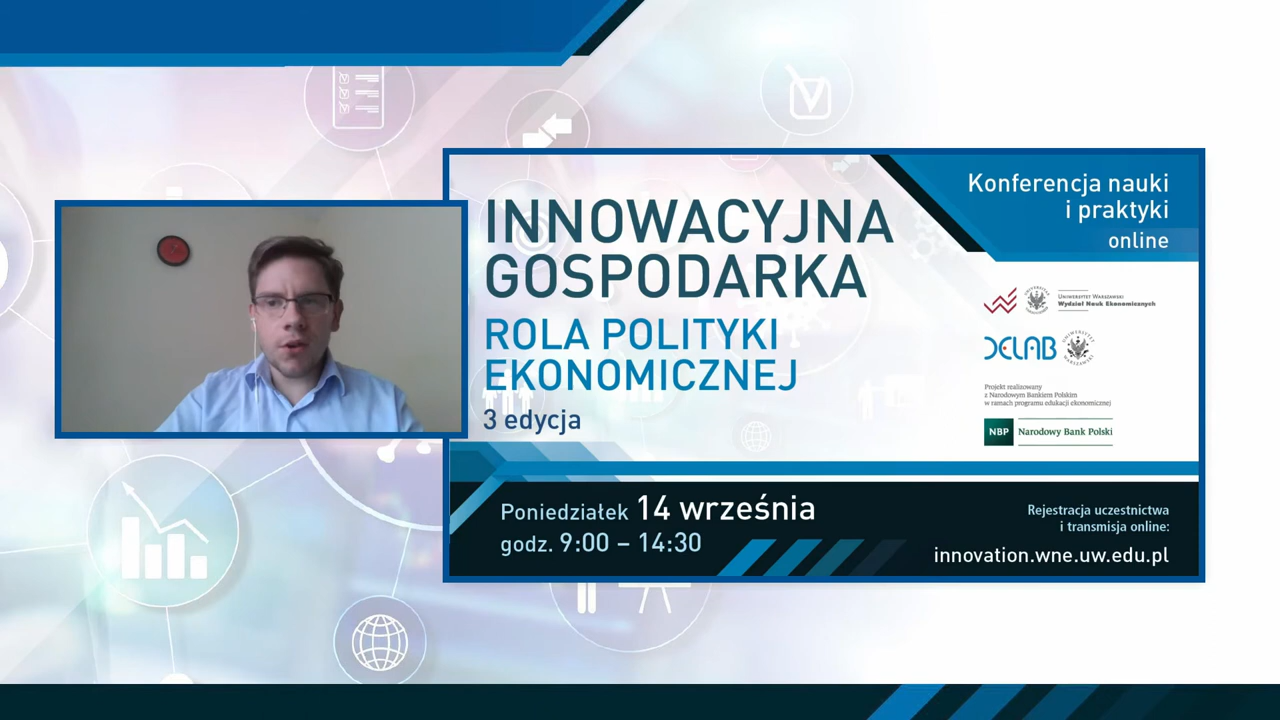 INNOWACYJNA
GOSPODARKA
ROLA POLITYKI
EKONOMICZNEJ
3 edycja
Konferencja nauki
i praktyki
online
UNIWERSYTET WARSZAWSKI
Wydział Nauk Ekonomicznych
DELAB
Projekt realizowany
z Narodowym Bankiem Polskim
w ramach programu edukacji ekonomicznej
NBP Narodowy Bank Polski
Poniedziałek 14 września
godz. 9:00 – 14:30
Rejestracja uczestnictwa
i transmisja online:
innovation.wne.uw.edu.pl